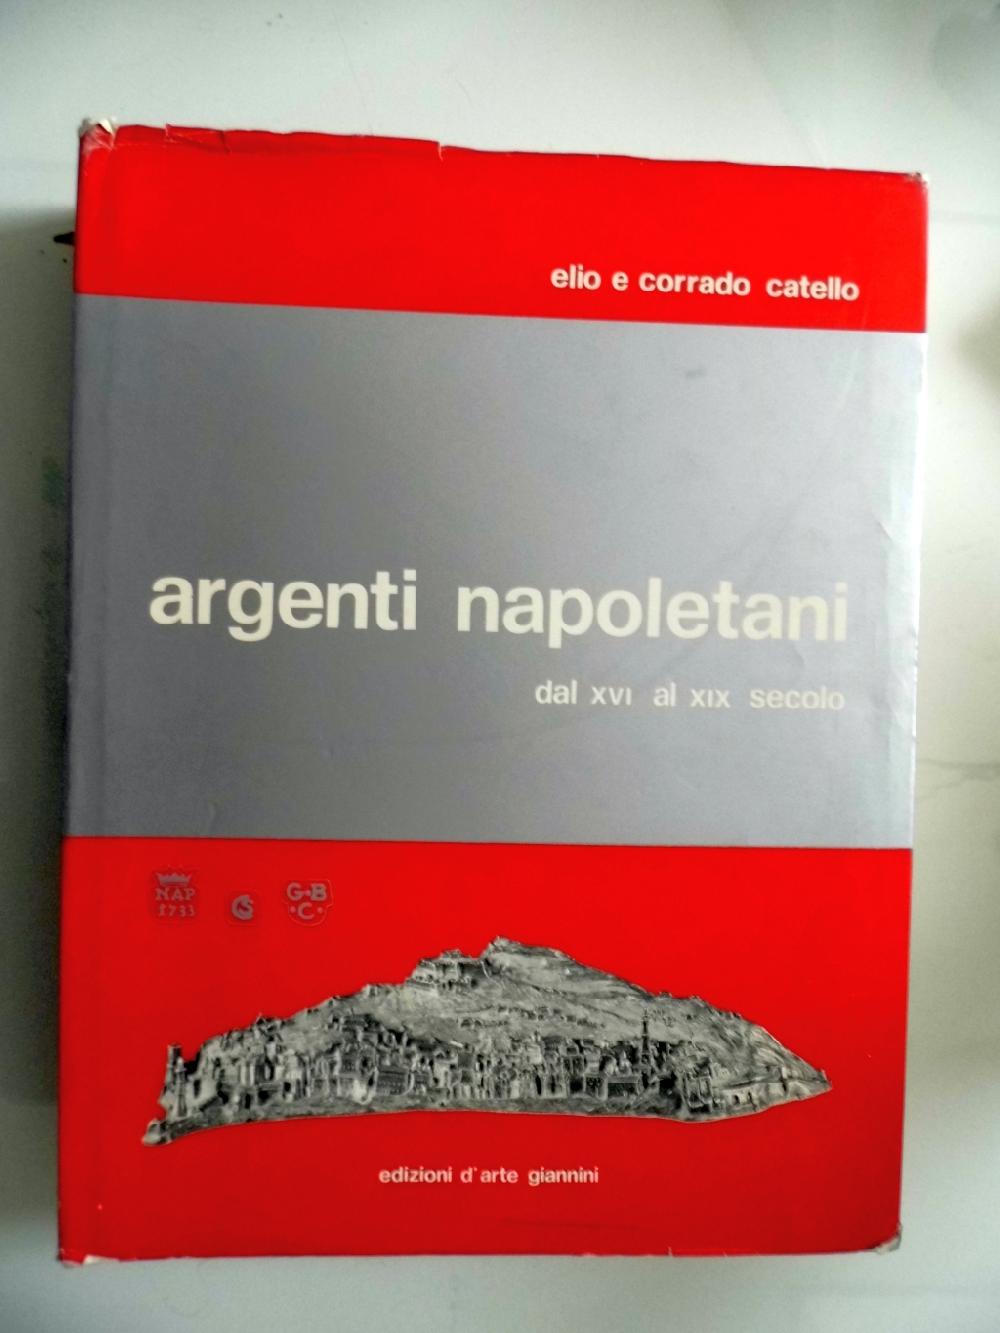 elio e corrado catello
argenti napoletani
dal xvi al xix secolo
NAP G·B
1733 ·C·
edizioni d'arte giannini